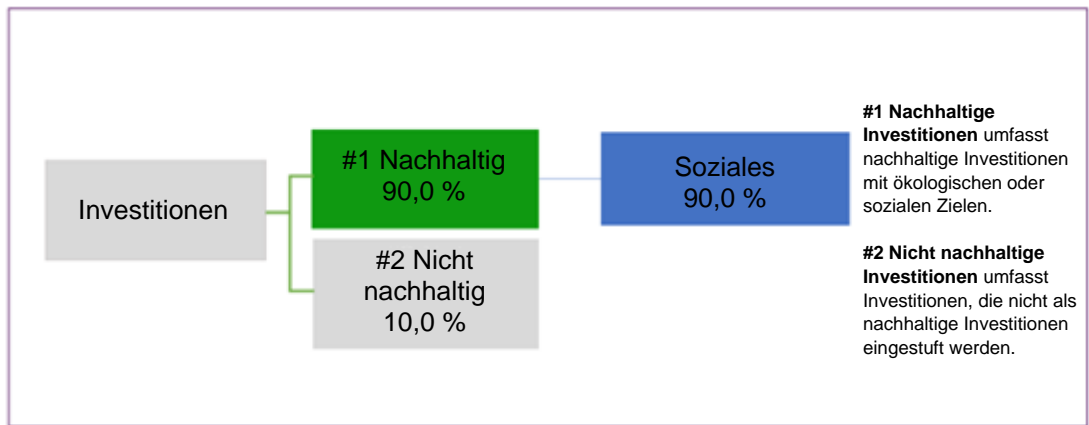 Investitionen
#1 Nachhaltig
90,0 %
#2 Nicht
nachhaltig
10,0 %
Soziales
90,0 %
#1 Nachhaltige
Investitionen umfasst
nachhaltige Investitionen
mit ökologischen oder
sozialen Zielen.
#2 Nicht nachhaltige
Investitionen umfasst
Investitionen, die nicht als
nachhaltige Investitionen
eingestuft werden.